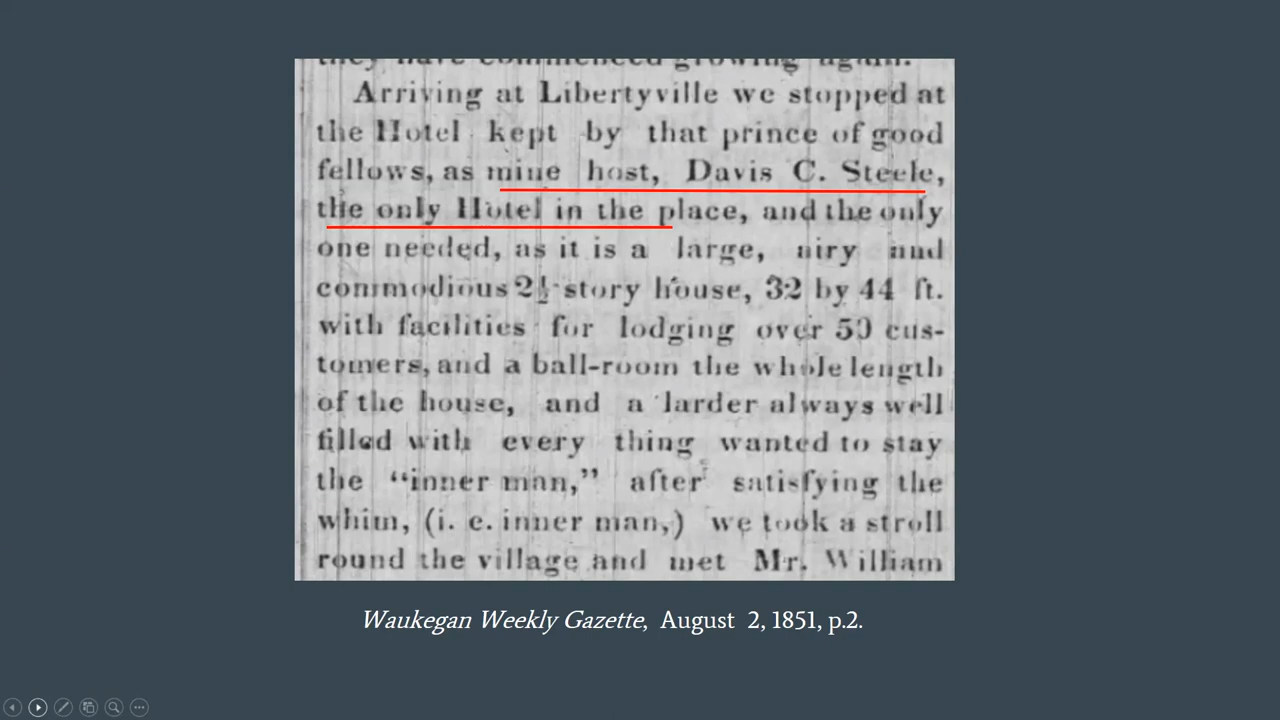 they have commenced growing again.
Arriving at Libertyville we stopped at
the Hotel kept by that prince of good
fellows, as mine host, Davis C. Steele,
the only Hotel in the place, and the only
one needed, as it is a large, airy and
commodious 2½ story house, 32 by 44 ft.
with facilities for lodging over 50 cus-
tomers, and a ball-room the whole length
of the house, and a larder always well
filled with every thing wanted to stay
the “inner man,” after satisfying the
whim, (i. e. inner man,) we took a stroll
round the village and met Mr. William
Waukegan Weekly Gazette, August 2, 1851, p.2.